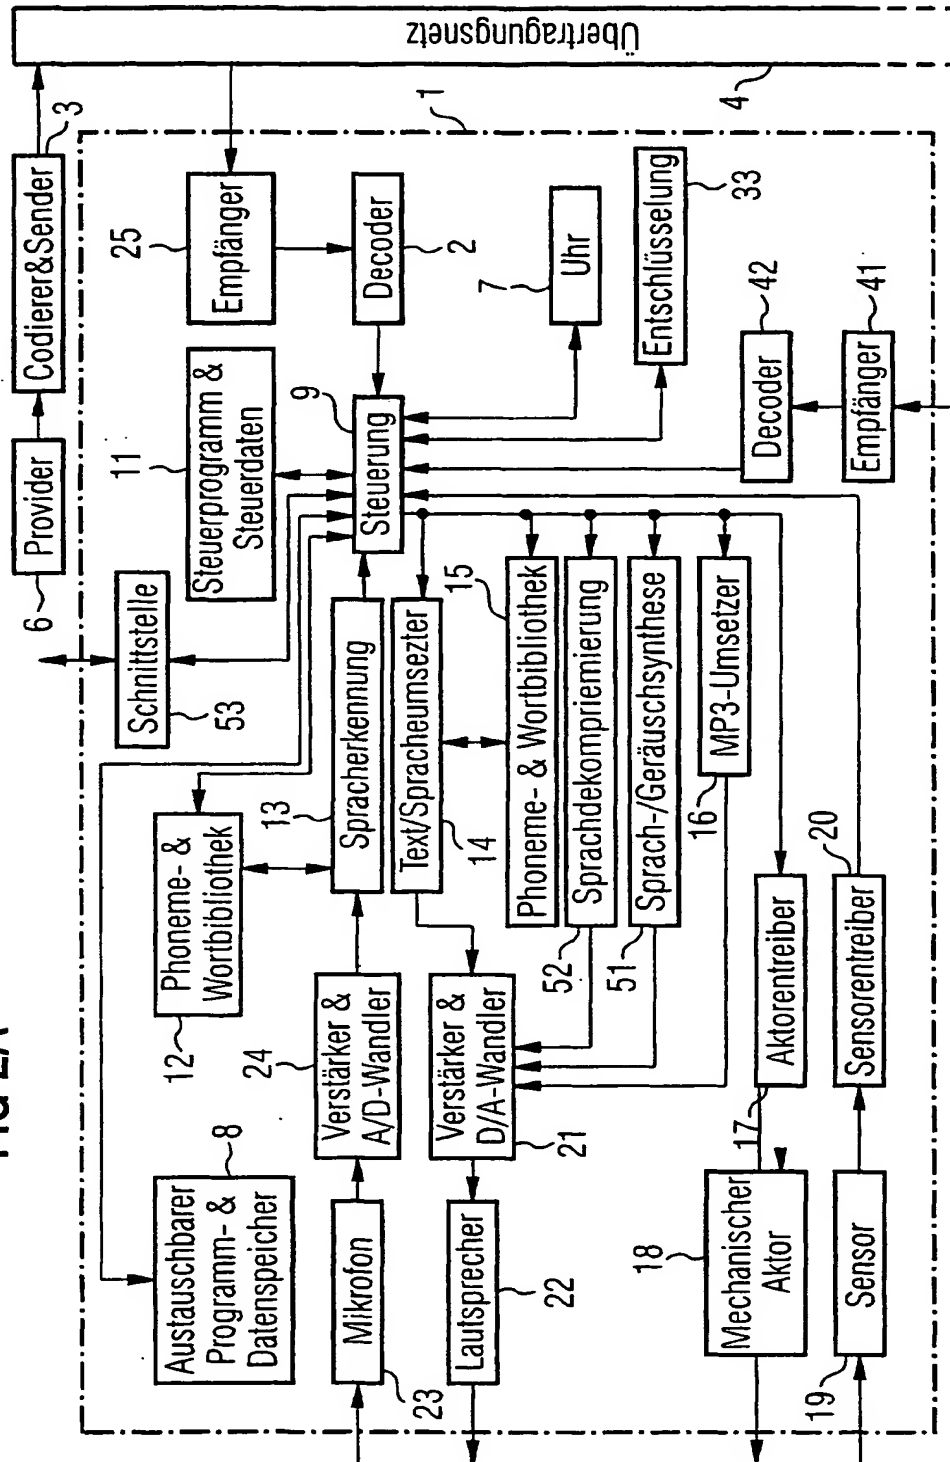 FIG 2A
6
Provider
Codierer&Sender
3
Übertragungsnetz
4
1
Schnittstelle
53
Austauschbarer
Programm- &
Datenspeicher
8
12
Phoneme- &
Wortbibliothek
11
Steuerprogramm &
Steuerdaten
25
Empfänger
23
Mikrofon
24
Verstärker &
A/D-Wandler
13
Spracherkennung
9
Steuerung
Decoder
2
Lautsprecher
22
Verstärker &
D/A-Wandler
21
Text/Spracheumsezter
14
15
Phoneme- & Wortbibliothek
7
Uhr
52
Sprachdekompriemierung
51
Sprach-/Geräuschsynthese
Entschlüsselung
33
16
MP3-Umsetzer
18
Mechanischer
Aktor
17
Aktorentreiber
Decoder
42
19
Sensor
Sensorentreiber
20
Empfänger
41